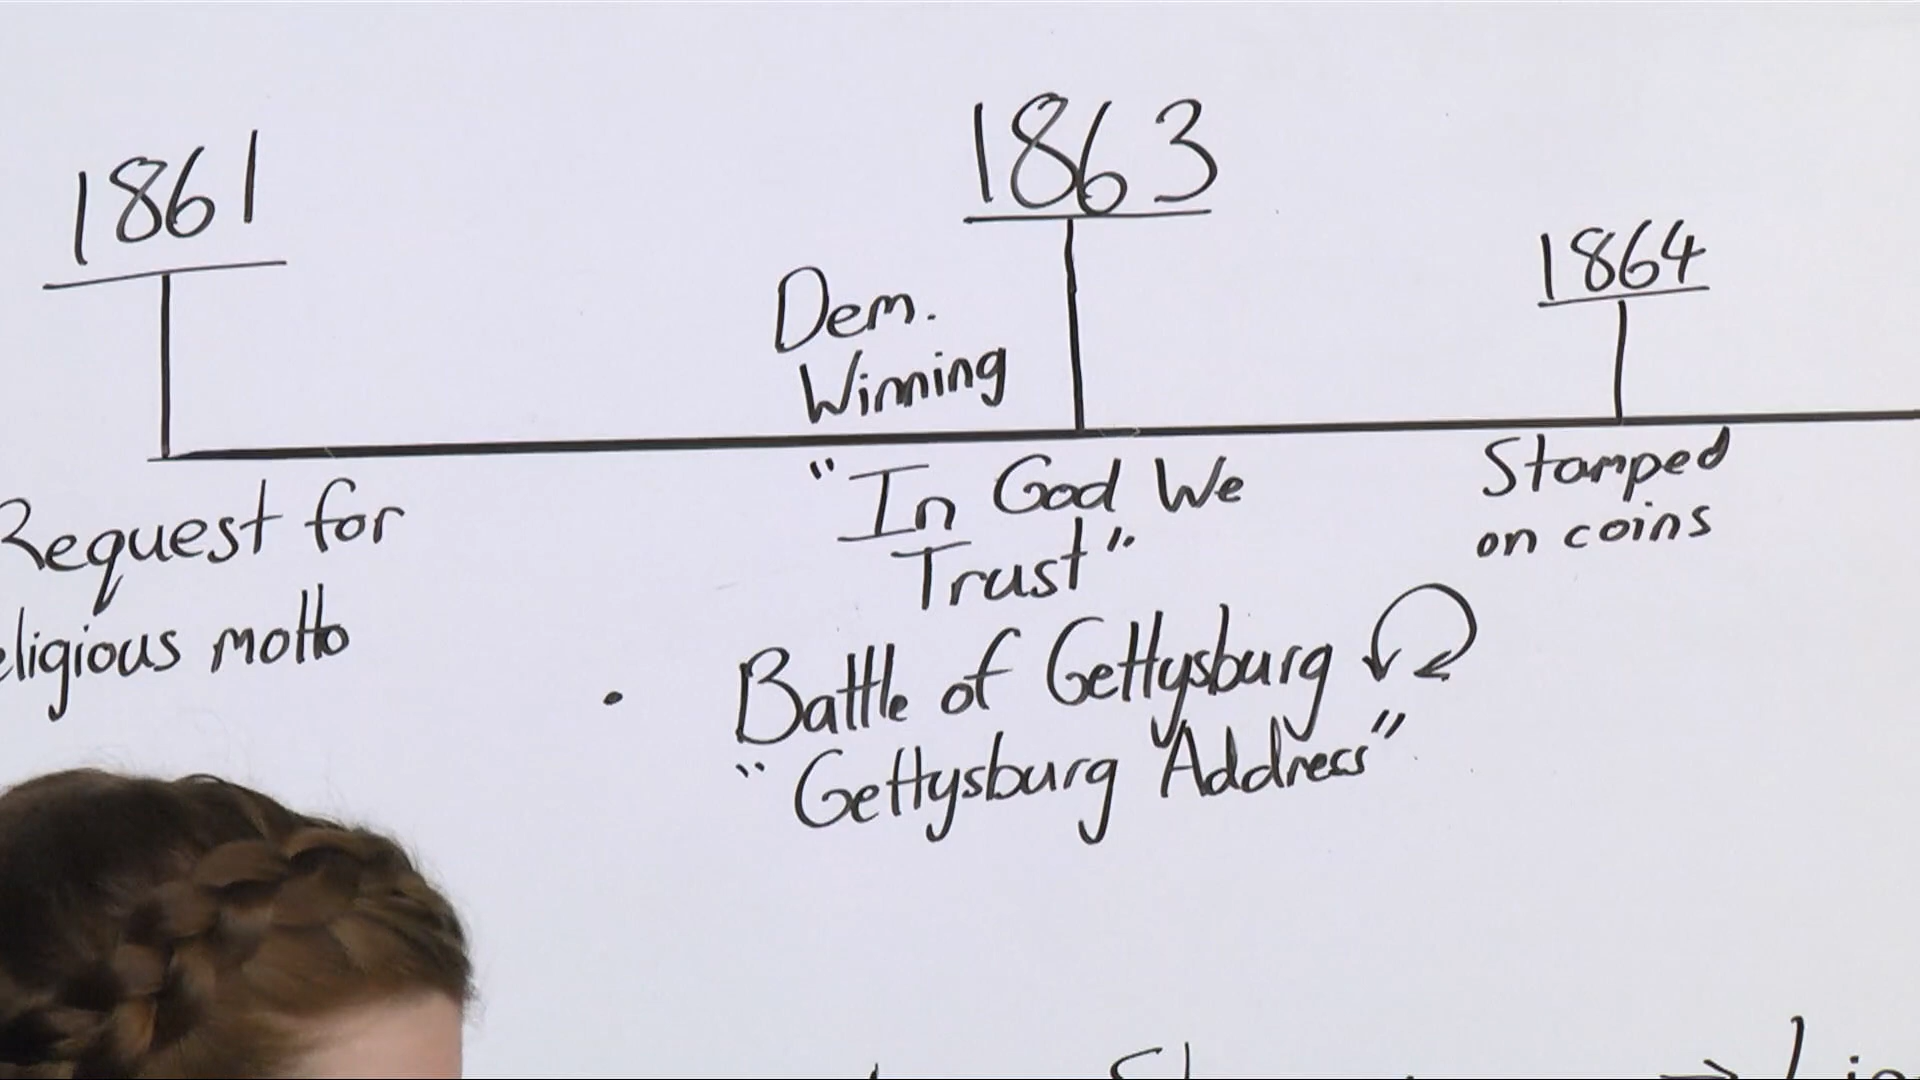 1861
1863
1864
Dem.
Winning
Request for
religious motto
"In God We
Trust"
Stamped
on coins
Battle of Gettysburg
"Gettysburg Address"